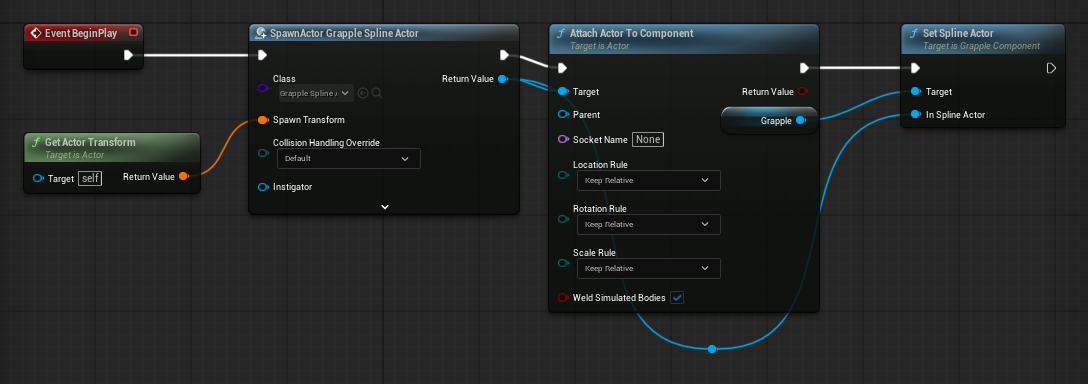 Event BeginPlay
Get Actor Transform
Target is Actor
Target
self
Return Value
SpawnActor Grapple Spline Actor
Class
Return Value
Grapple Spline
Spawn Transform
Collision Handling Override
Default
Instigator
Attach Actor To Component
Target is Actor
Target
Return Value
Parent
Socket Name
None
Location Rule
Keep Relative
Rotation Rule
Keep Relative
Scale Rule
Keep Relative
Weld Simulated Bodies
Grapple
Set Spline Actor
Target is Grapple Component
Target
In Spline Actor